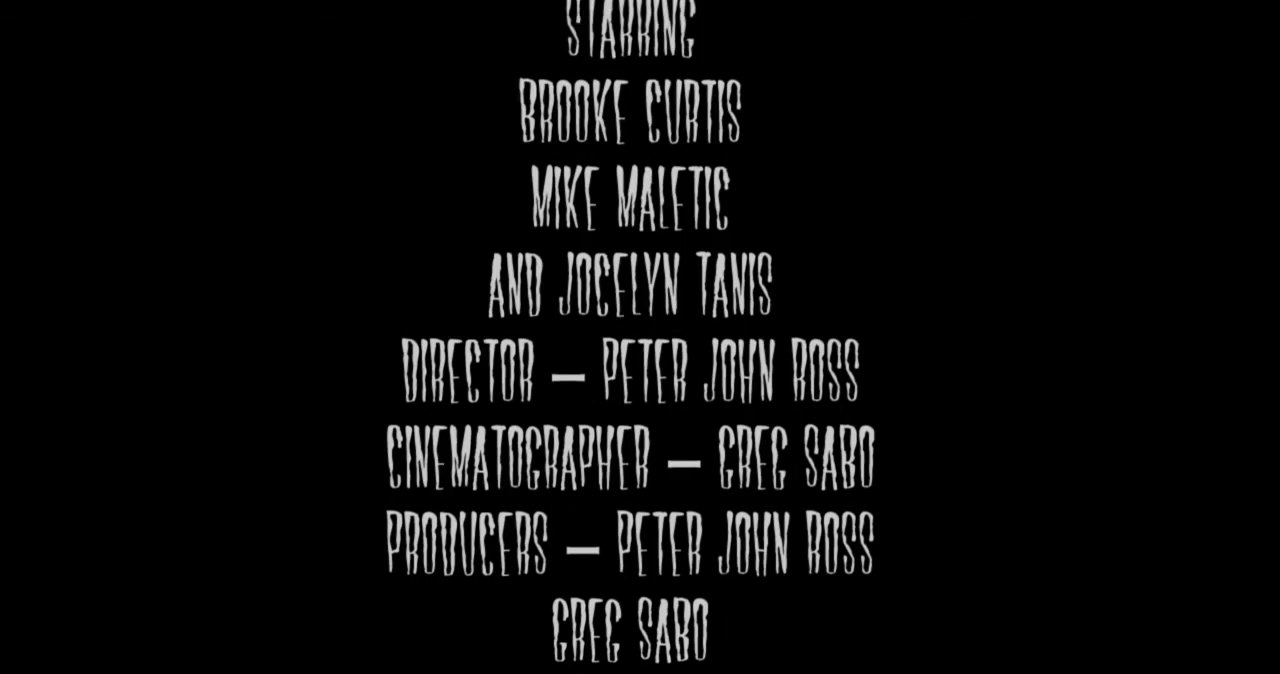 STARRING
BROOKE CURTIS
MIKE MALETIC
AND JOCELYN TANIS
DIRECTOR – PETER JOHN ROSS
CINEMATOGRAPHER – GREG SABO
PRODUCERS – PETER JOHN ROSS
GREG SABO